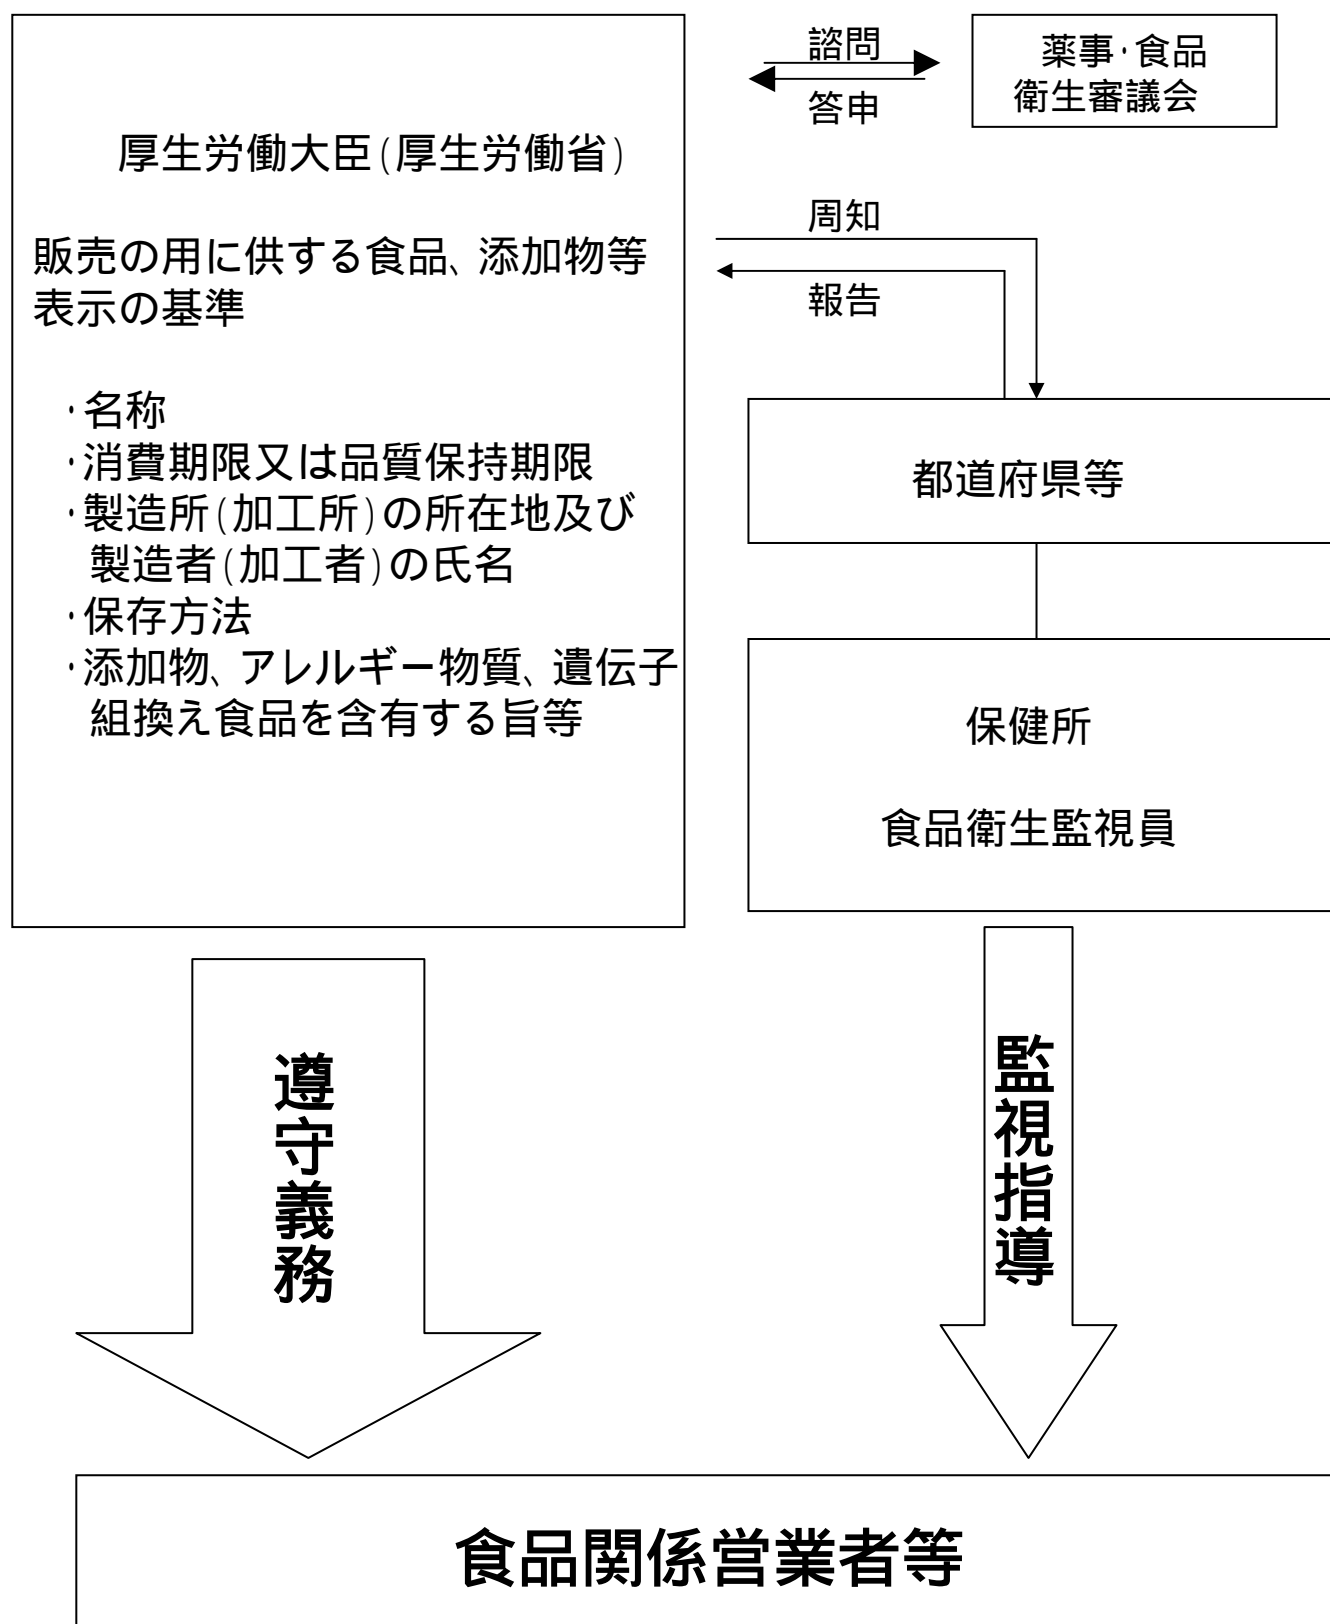 厚生労働大臣(厚生労働省)
販売の用に供する食品、添加物等
表示の基準
・名称
・消費期限又は品質保持期限
・製造所(加工所)の所在地及び
製造者(加工者)の氏名
・保存方法
・添加物、アレルギー物質、遺伝子
組換え食品を含有する旨等
諮問
答申
薬事・食品
衛生審議会
周知
報告
都道府県等
保健所
食品衛生監視員
遵守義務
監視指導
食品関係営業者等